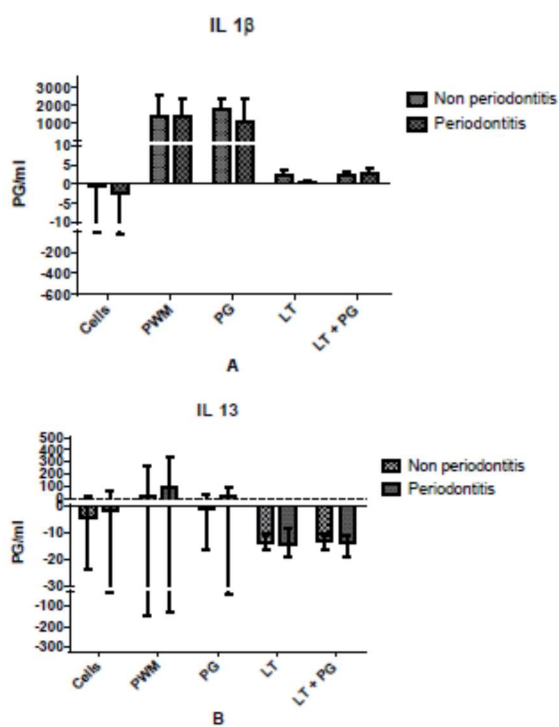 IL 1β
3000
2000
1000
10
5
0
-5
-10
-200
-400
-600
PG/ml
Non periodontitis
Periodontitis
Cells
PWM
PG
LT
LT + PG
A
IL 13
500
400
300
200
100
0
0
-10
-20
-30
-100
-200
-300
PG/ml
Non periodontitis
Periodontitis
Cells
PWM
PG
LT
LT + PG
B